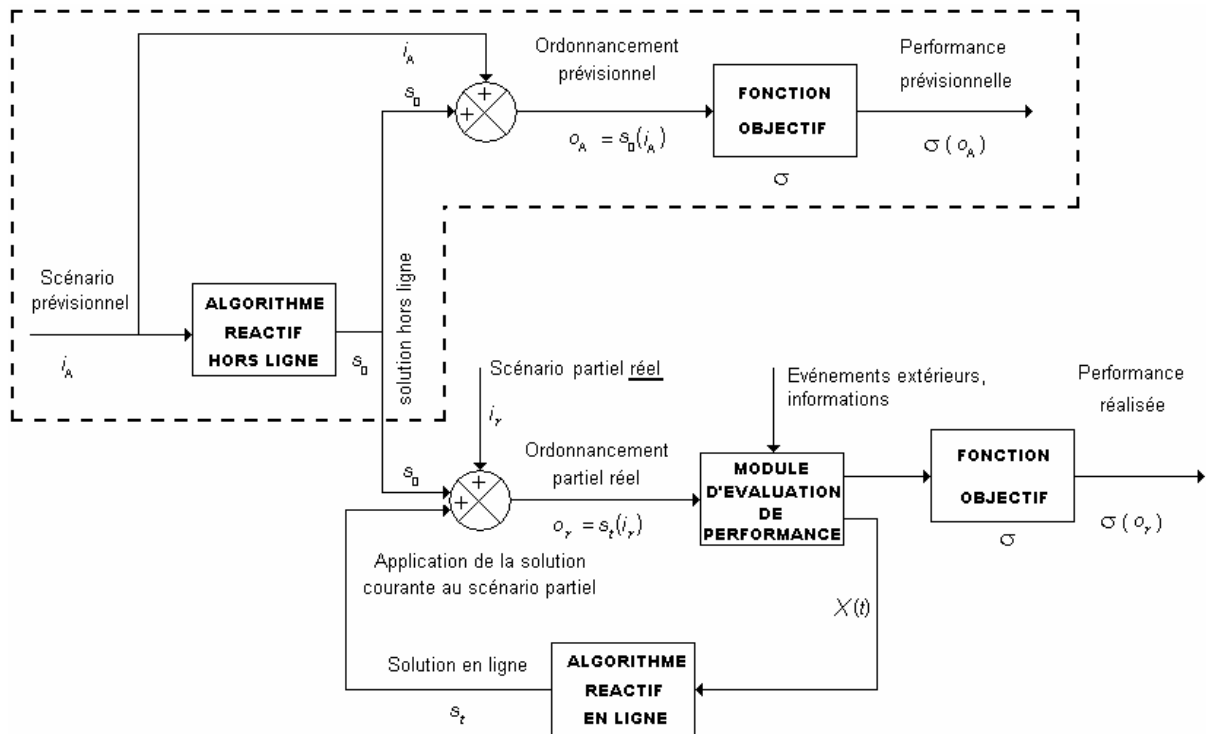 Ordonnancement
prévisionnel
Performance
prévisionnelle
i_A
s_0
+
+
FONCTION
OBJECTIF
o_A = s_0(i_A)
σ
σ(o_A)
Scénario
prévisionnel
i_A
ALGORITHME
REACTIF
HORS LIGNE
s_0
solution hors ligne
Scénario partiel réel
i_r
Evénements extérieurs,
informations
Performance
réalisée
s_0
+
+
Ordonnancement
partiel réel
o_r = s_t(i_r)
MODULE
D'EVALUATION
DE
PERFORMANCE
FONCTION
OBJECTIF
σ
σ(o_r)
Application de la solution
courante au scénario partiel
X(t)
Solution en ligne
s_t
ALGORITHME
REACTIF
EN LIGNE